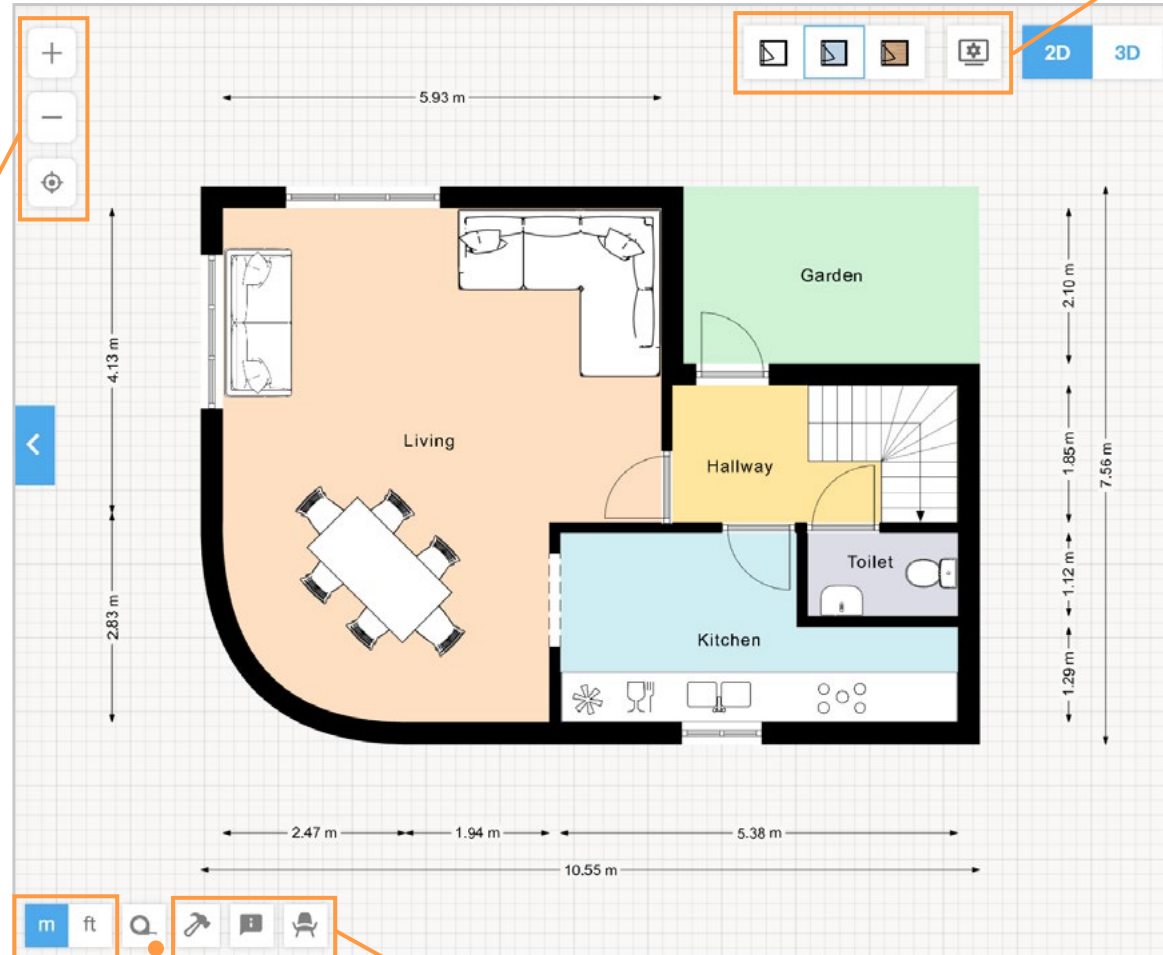 2D
3D
5.93 m
Garden
2.10 m
4.13 m
Living
Hallway
1.85 m
7.56 m
Toilet
1.12 m
2.83 m
Kitchen
1.29 m
2.47 m
1.94 m
5.38 m
10.55 m
m
ft